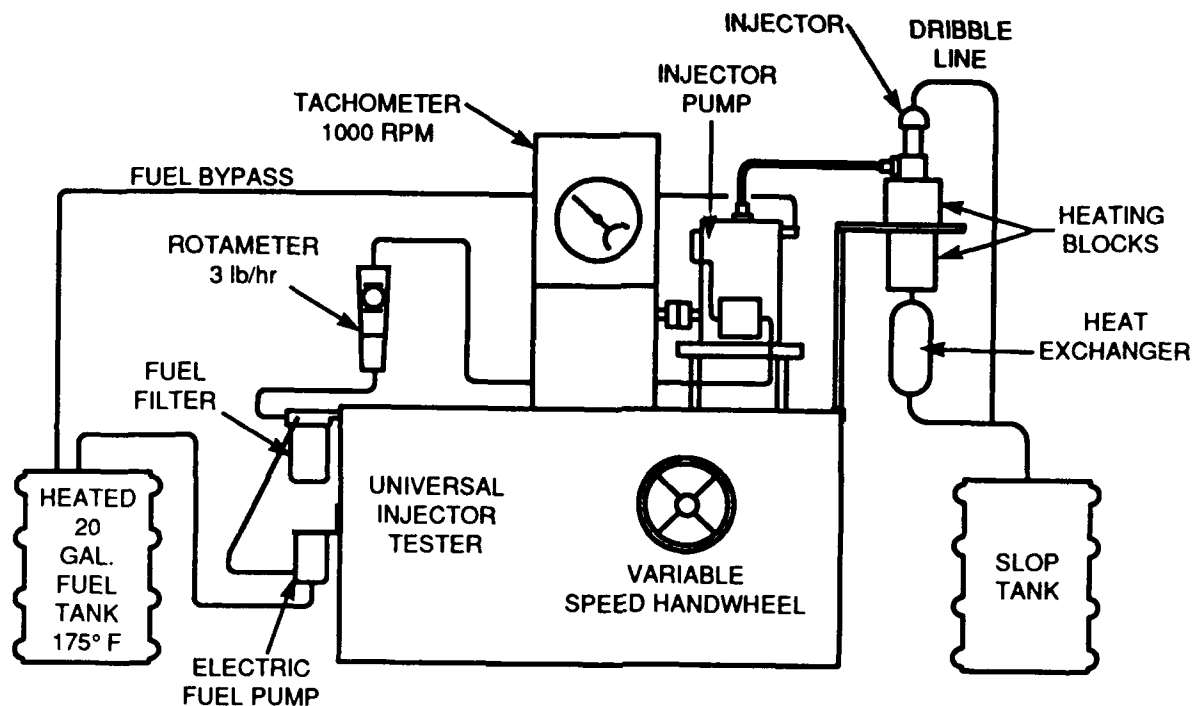 INJECTOR
DRIBBLE
LINE
INJECTOR
PUMP
TACHOMETER
1000 RPM
FUEL BYPASS
ROTAMETER
3 lb/hr
HEATING
BLOCKS
HEAT
EXCHANGER
FUEL
FILTER
HEATED
20
GAL.
FUEL
TANK
175° F
UNIVERSAL
INJECTOR
TESTER
VARIABLE
SPEED HANDWHEEL
SLOP
TANK
ELECTRIC
FUEL PUMP